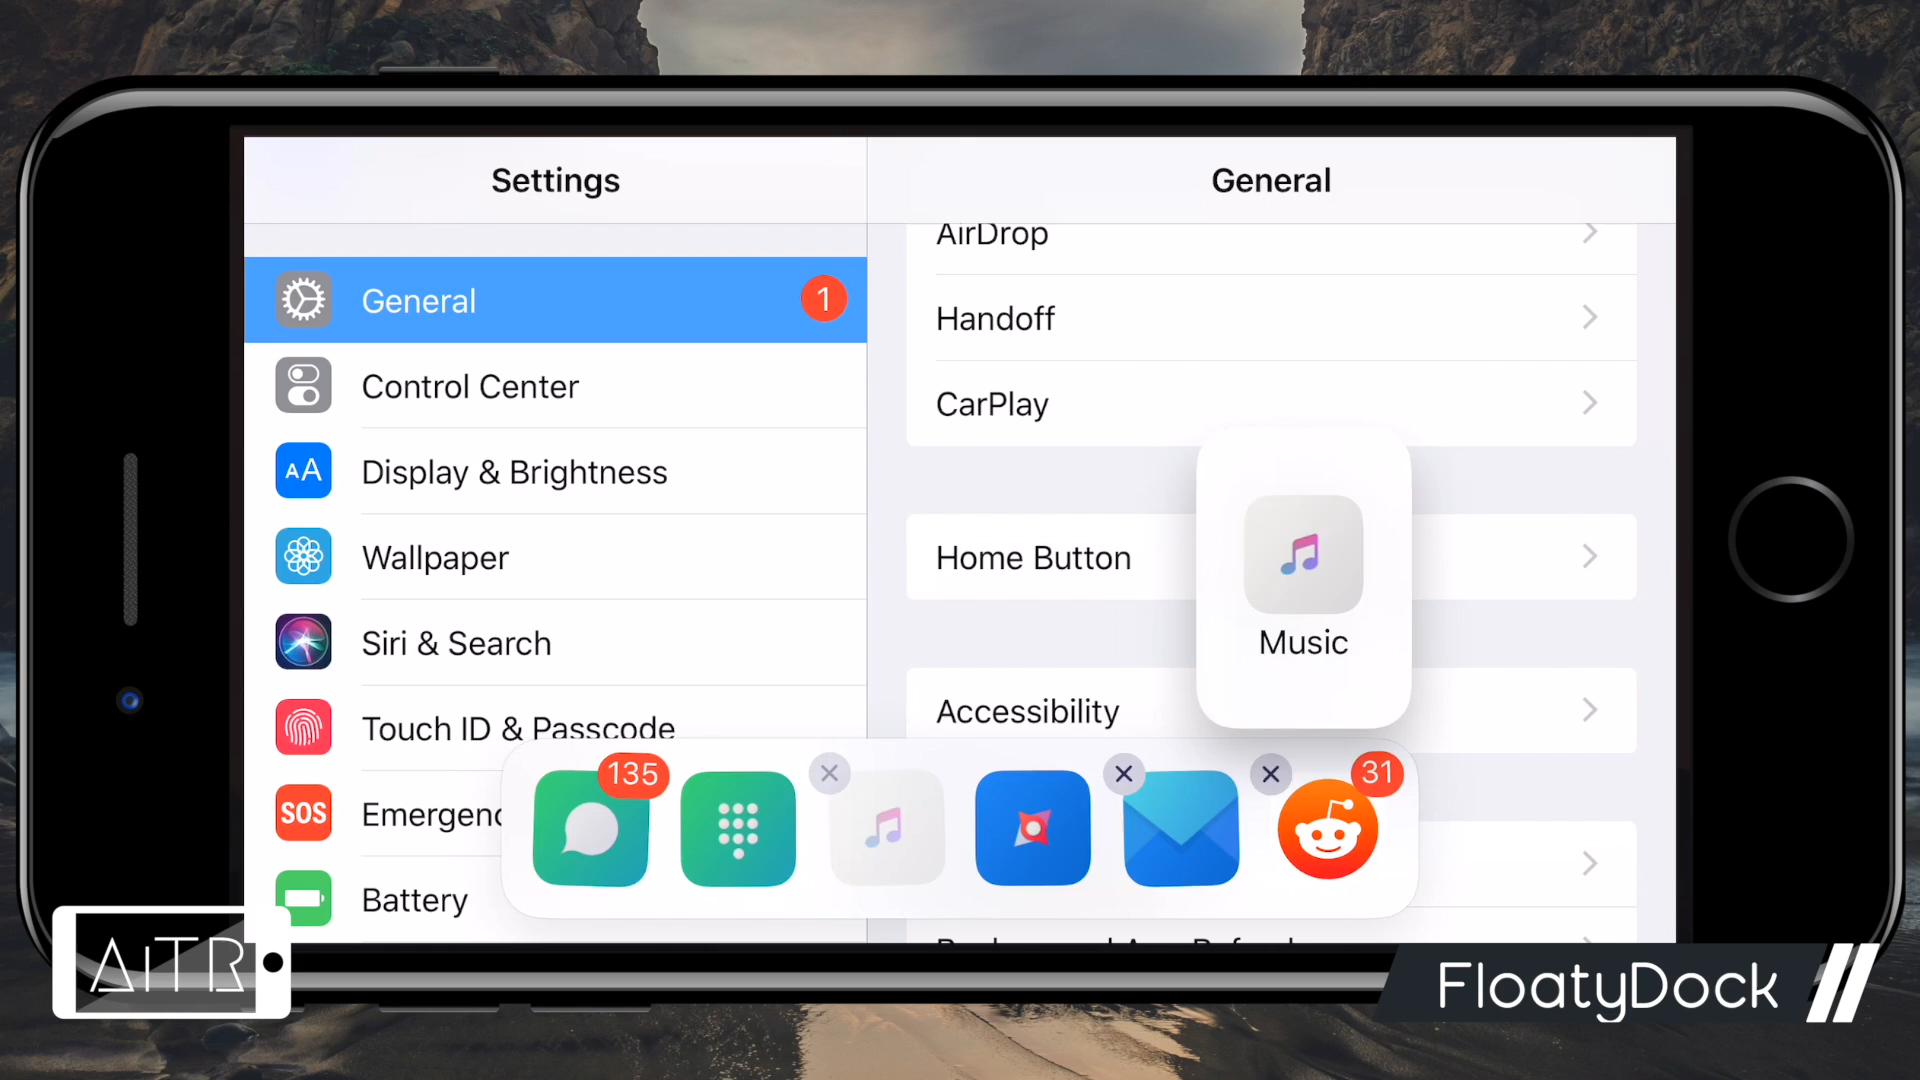 Settings
General
General
1
Control Center
Display & Brightness
AA
Wallpaper
Siri & Search
Touch ID & Passcode
SOS
Emergenc
Battery
AirDrop
Handoff
CarPlay
Home Button
Accessibility
Music
135
31
AiTR
FloatyDock